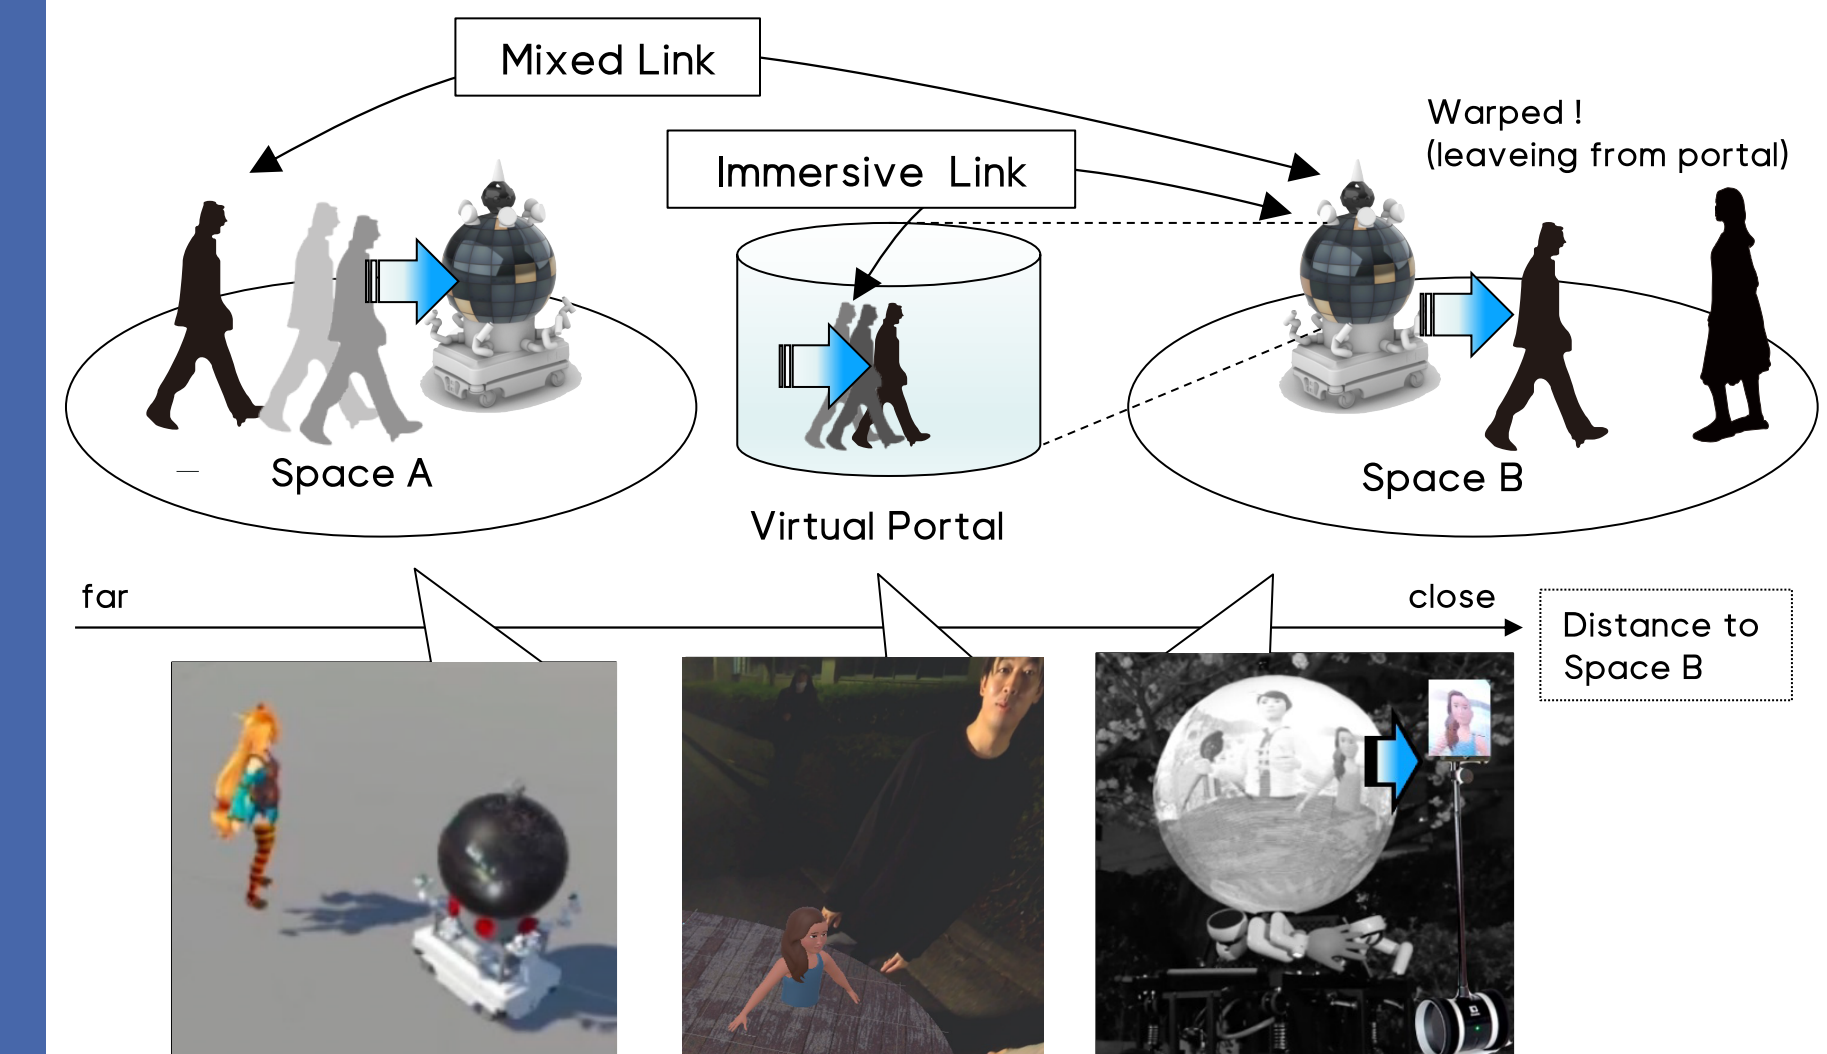 Mixed Link
Warped !
(leaveing from portal)
Immersive Link
Space A
Space B
Virtual Portal
far
close
Distance to
Space B